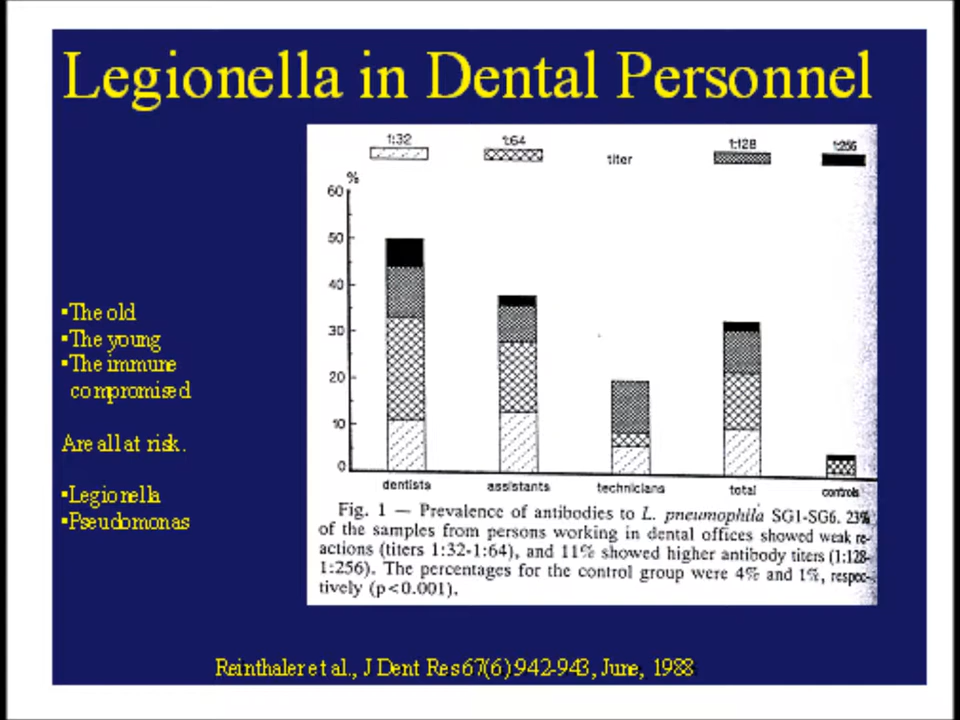 Legionella in Dental Personnel
1:32
1:64
titer
1:128
1:256
%
60
50
40
30
20
10
0
dentists
assistants
technicians
total
controls
Fig. 1 — Prevalence of antibodies to L. pneumophila SG1-SG6. 23%
of the samples from persons working in dental offices showed weak re-
actions (titers 1:32-1:64), and 11% showed higher antibody titers (1:128-
1:256). The percentages for the control group were 4% and 1%, respec-
tively (p<0.001).
•The old
•The young
•The immune
compromised
Are all at risk.
•Legionella
•Pseudomonas
Reinthaler et al., J Dent Res 67(6) 942-943, June, 1988